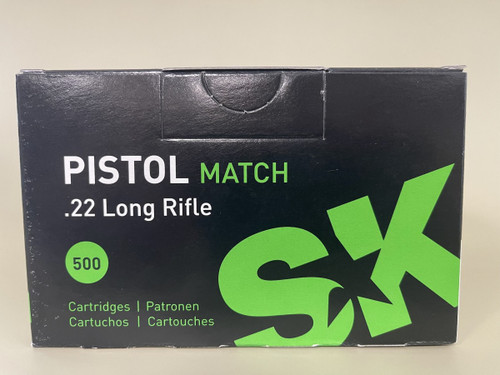 PISTOL MATCH
.22 Long Rifle
500
Cartridges | Patronen
Cartuchos | Cartouches
SK